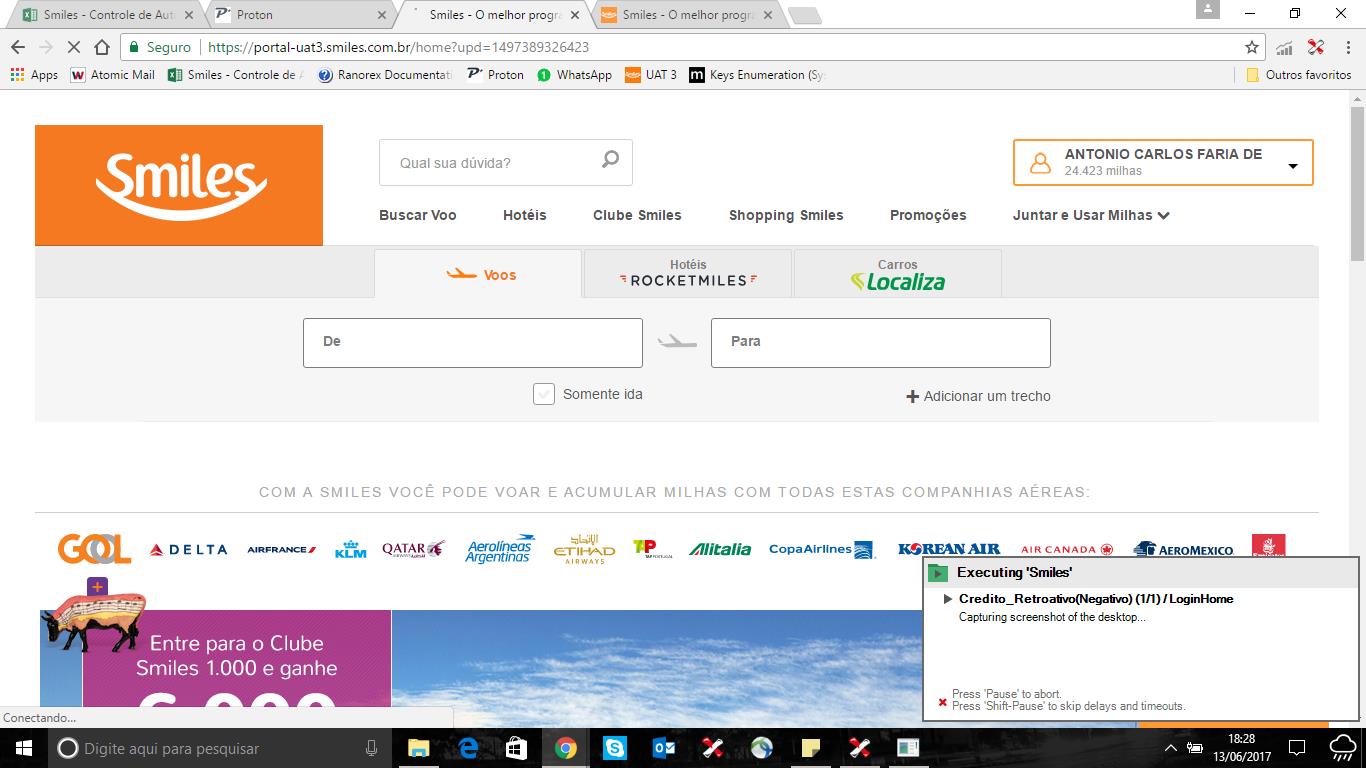 Smiles - Controle de Aut
Proton
Smiles - O melhor progra
Smiles - O melhor progra
Seguro
https://portal-uat3.smiles.com.br/home?upd=1497389326423
Apps
Atomic Mail
Smiles - Controle de A
Ranorex Documentati
Proton
WhatsApp
UAT 3
Keys Enumeration (Sy
Outros favoritos
Smiles
Qual sua dúvida?
ANTONIO CARLOS FARIA DE
24.423 milhas
Buscar Voo
Hotéis
Clube Smiles
Shopping Smiles
Promoções
Juntar e Usar Milhas
Voos
Hotéis
ROCKETMILES
Carros
Localiza
De
Para
Somente ida
Adicionar um trecho
COM A SMILES VOCÊ PODE VOAR E ACUMULAR MILHAS COM TODAS ESTAS COMPANHIAS AÉREAS:
GOL
DELTA
AIRFRANCE
KLM
QATAR
AIRWAYS
Aerolíneas
Argentinas
ETIHAD
AIRWAYS
TAP
PORTUGAL
Alitalia
CopaAirlines
KOREAN AIR
AIR CANADA
AEROMEXICO
Entre para o Clube
Smiles 1.000 e ganhe
Executing 'Smiles'
Credito_Retroativo(Negativo) (1/1) / LoginHome
Capturing screenshot of the desktop...
Press 'Pause' to abort.
Press 'Shift-Pause' to skip delays and timeouts.
Conectando...
Digite aqui para pesquisar
18:28
13/06/2017